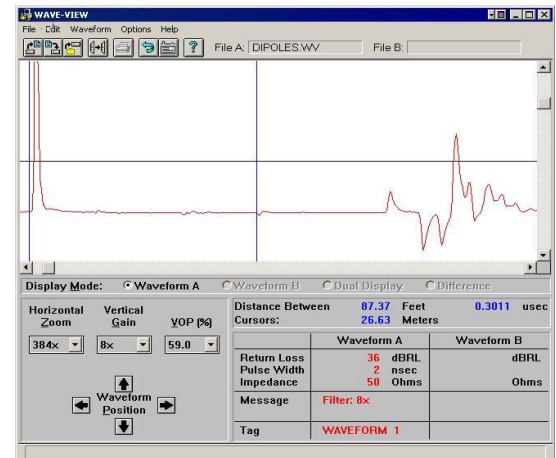 WAVE-VIEW
File Edit Waveform Options Help
File A: DIPOLES.WV File B:
Display Mode: Waveform A Waveform B Dual Display Difference
Horizontal Zoom Vertical Gain VOP (%)
384x 8x 59.0
Waveform Position
Distance Between Cursors: 87.37 Feet 0.3011 usec
26.63 Meters
Waveform A Waveform B
Return Loss 36 dBRL dBRL
Pulse Width 2 nsec
Impedance 50 Ohms Ohms
Message Filter: 8x
Tag WAVEFORM 1